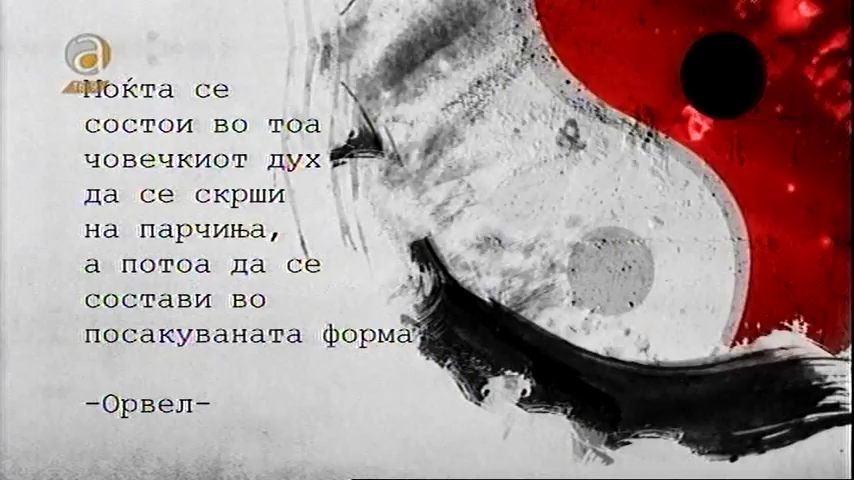 Моќта се
состои во тоа
човечкиот дух
да се скрши
на парчиња,
а потоа да се
состави во
посакуваната форма
-Орвел-